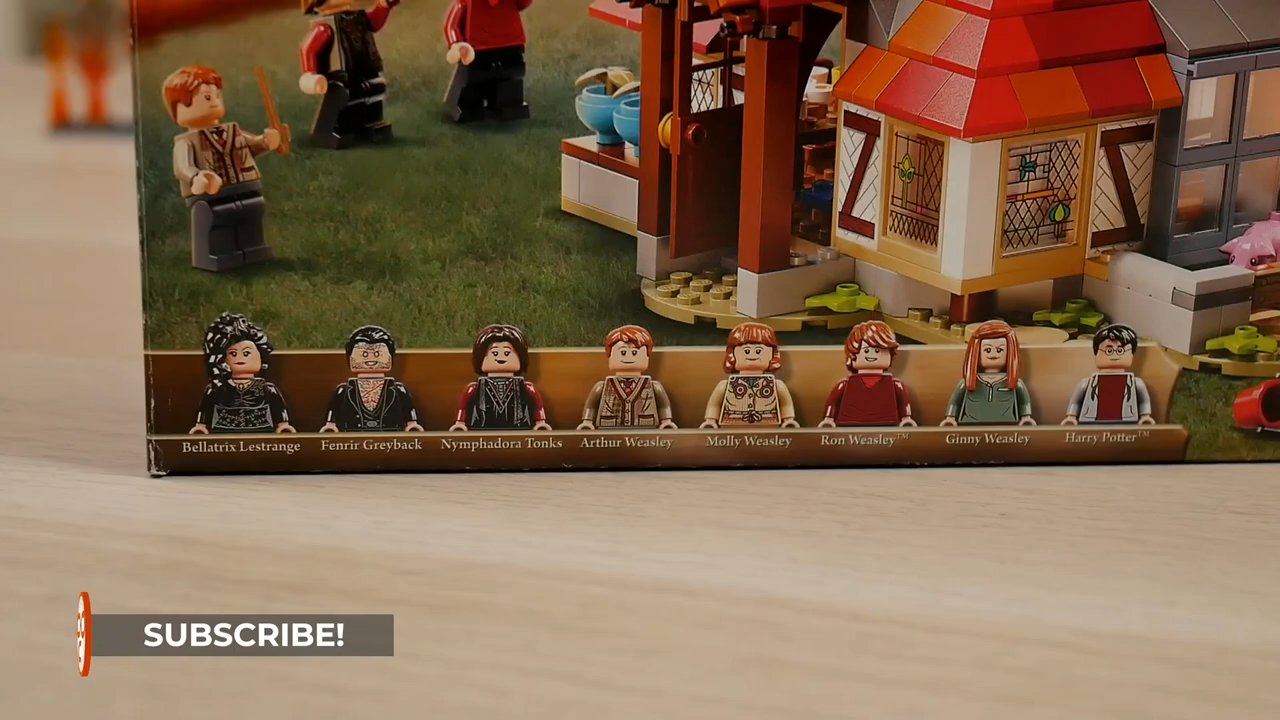 Bellatrix Lestrange Fenrir Greyback Nymphadora Tonks Arthur Weasley Molly Weasley Ron Weasley™ Ginny Weasley Harry Potter™
SUBSCRIBE!